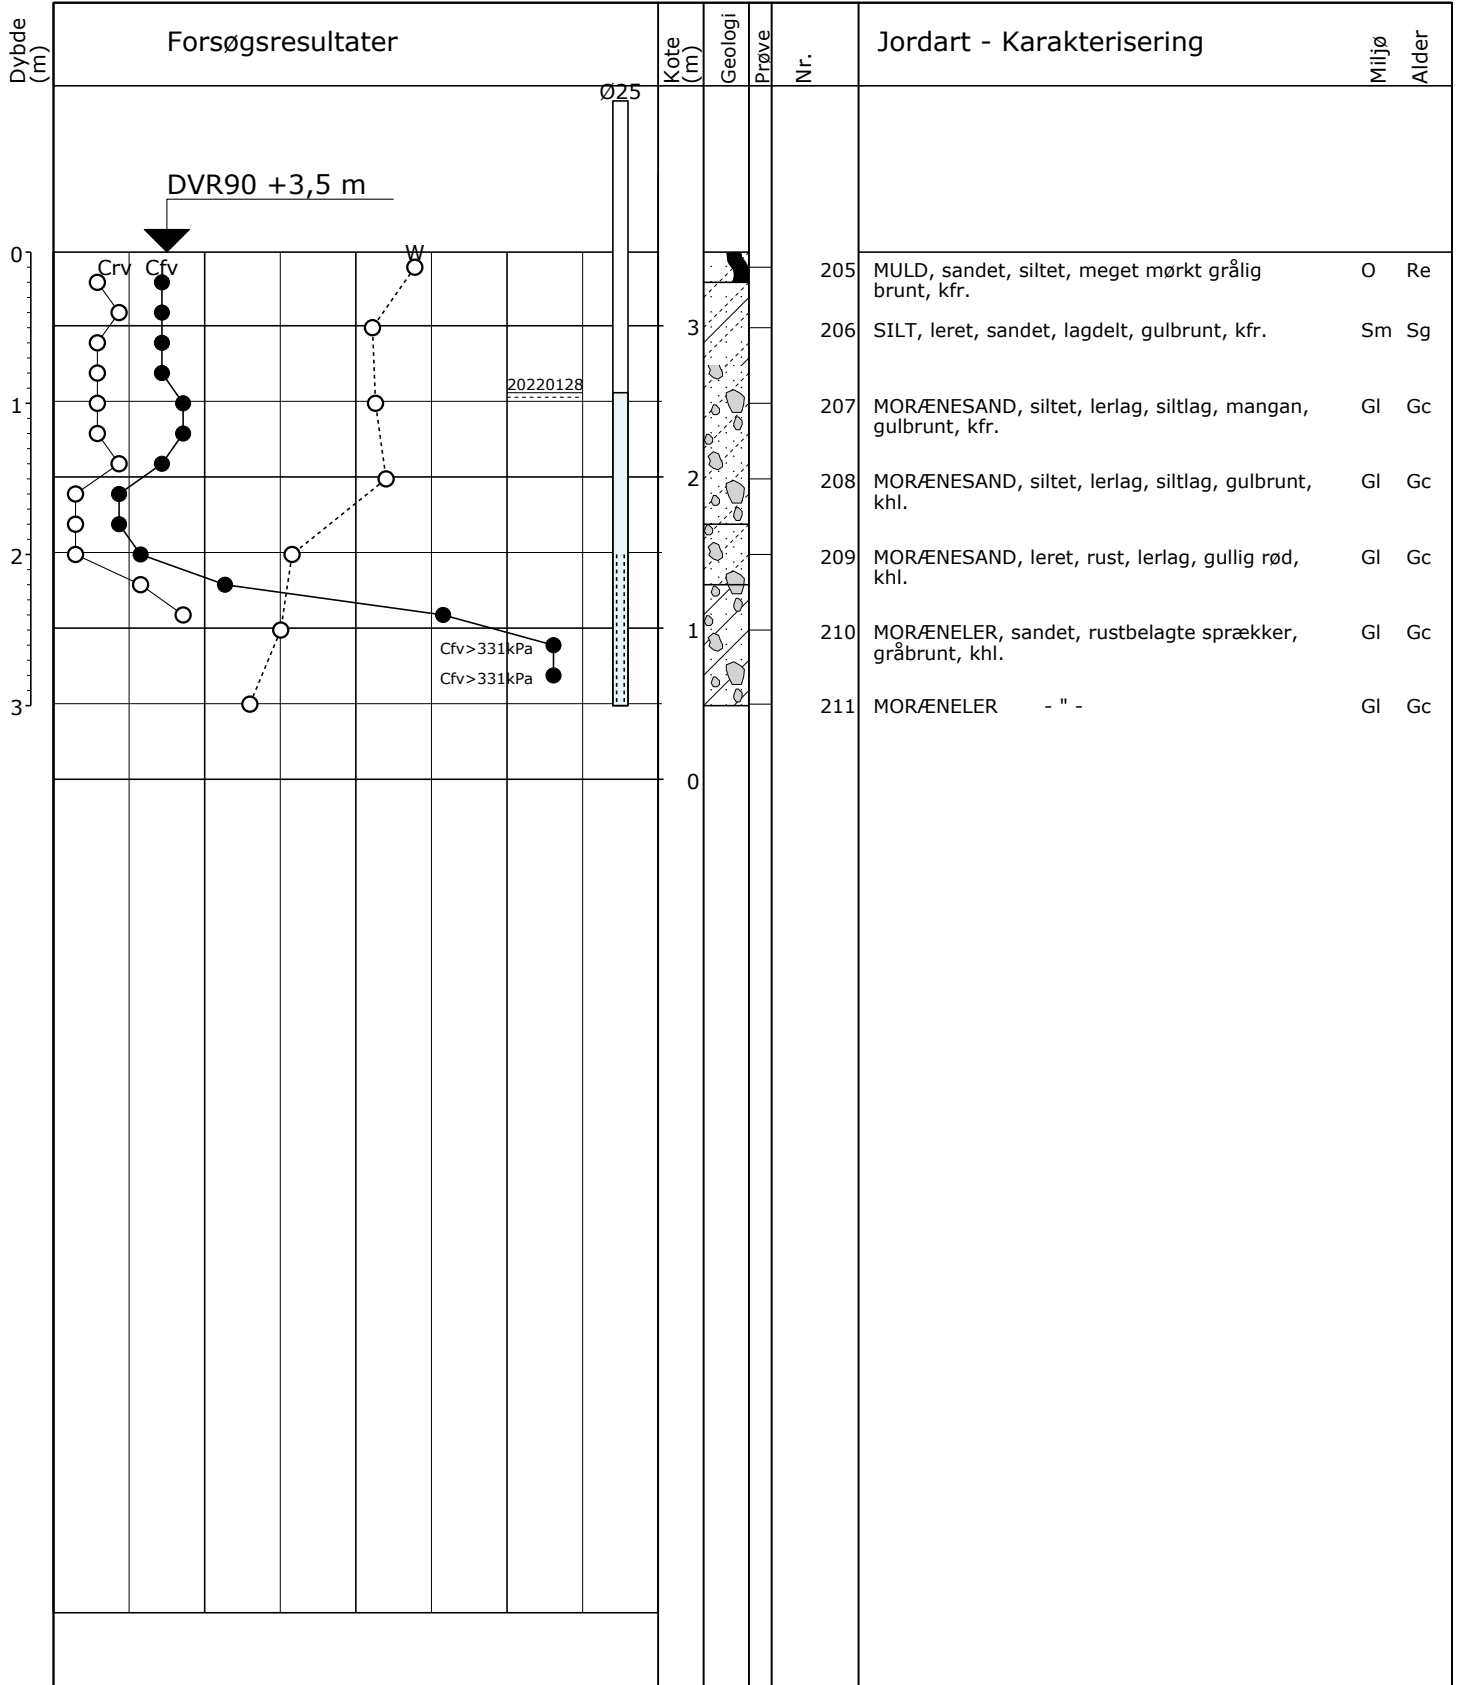 Dybde (m)
Forsøgsresultater
Kote (m)
Geologi
Prøve
Nr.
Jordart - Karakterisering
Miljø
Alder
Ø25
DVR90 +3,5 m
0
Crv
Cfv
W
205 MULD, sandet, siltet, meget mørkt grålig O Re
brunt, kfr.
3
206 SILT, leret, sandet, lagdelt, gulbrunt, kfr. Sm Sg
20220128
1
207 MORÆNESAND, siltet, lerlag, siltlag, mangan, Gl Gc
gulbrunt, kfr.
2
208 MORÆNESAND, siltet, lerlag, siltlag, gulbrunt, Gl Gc
khl.
2
209 MORÆNESAND, leret, rust, lerlag, gullig rød, Gl Gc
khl.
1
210 MORÆNELER, sandet, rustbelagte sprækker, Gl Gc
gråbrunt, khl.
Cfv>331kPa
Cfv>331kPa
3
211 MORÆNELER - " - Gl Gc
0